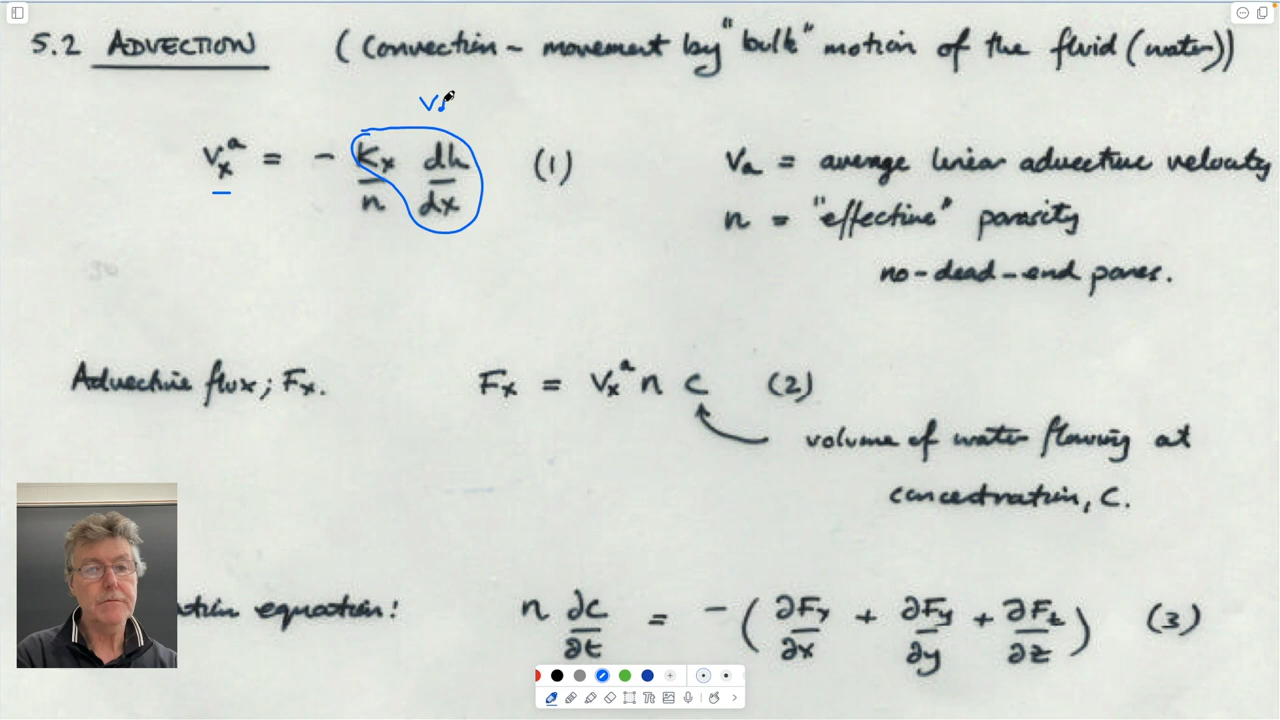 5.2 ADVECTION (Convection ~ movement by "bulk" motion of the fluid (water))
v
vₓᵃ = - Kₓ/n dh/dx (1)
vₐ = average linear advective velocity
n = "effective" porosity
no-dead-end pores.
Advective flux; Fₓ.
Fₓ = vₓᵃ n c (2)
volume of water flowing at
concentration, C.
equation:
n ∂c/∂t = - (∂Fₓ/∂x + ∂Fy/∂y + ∂Fz/∂z) (3)